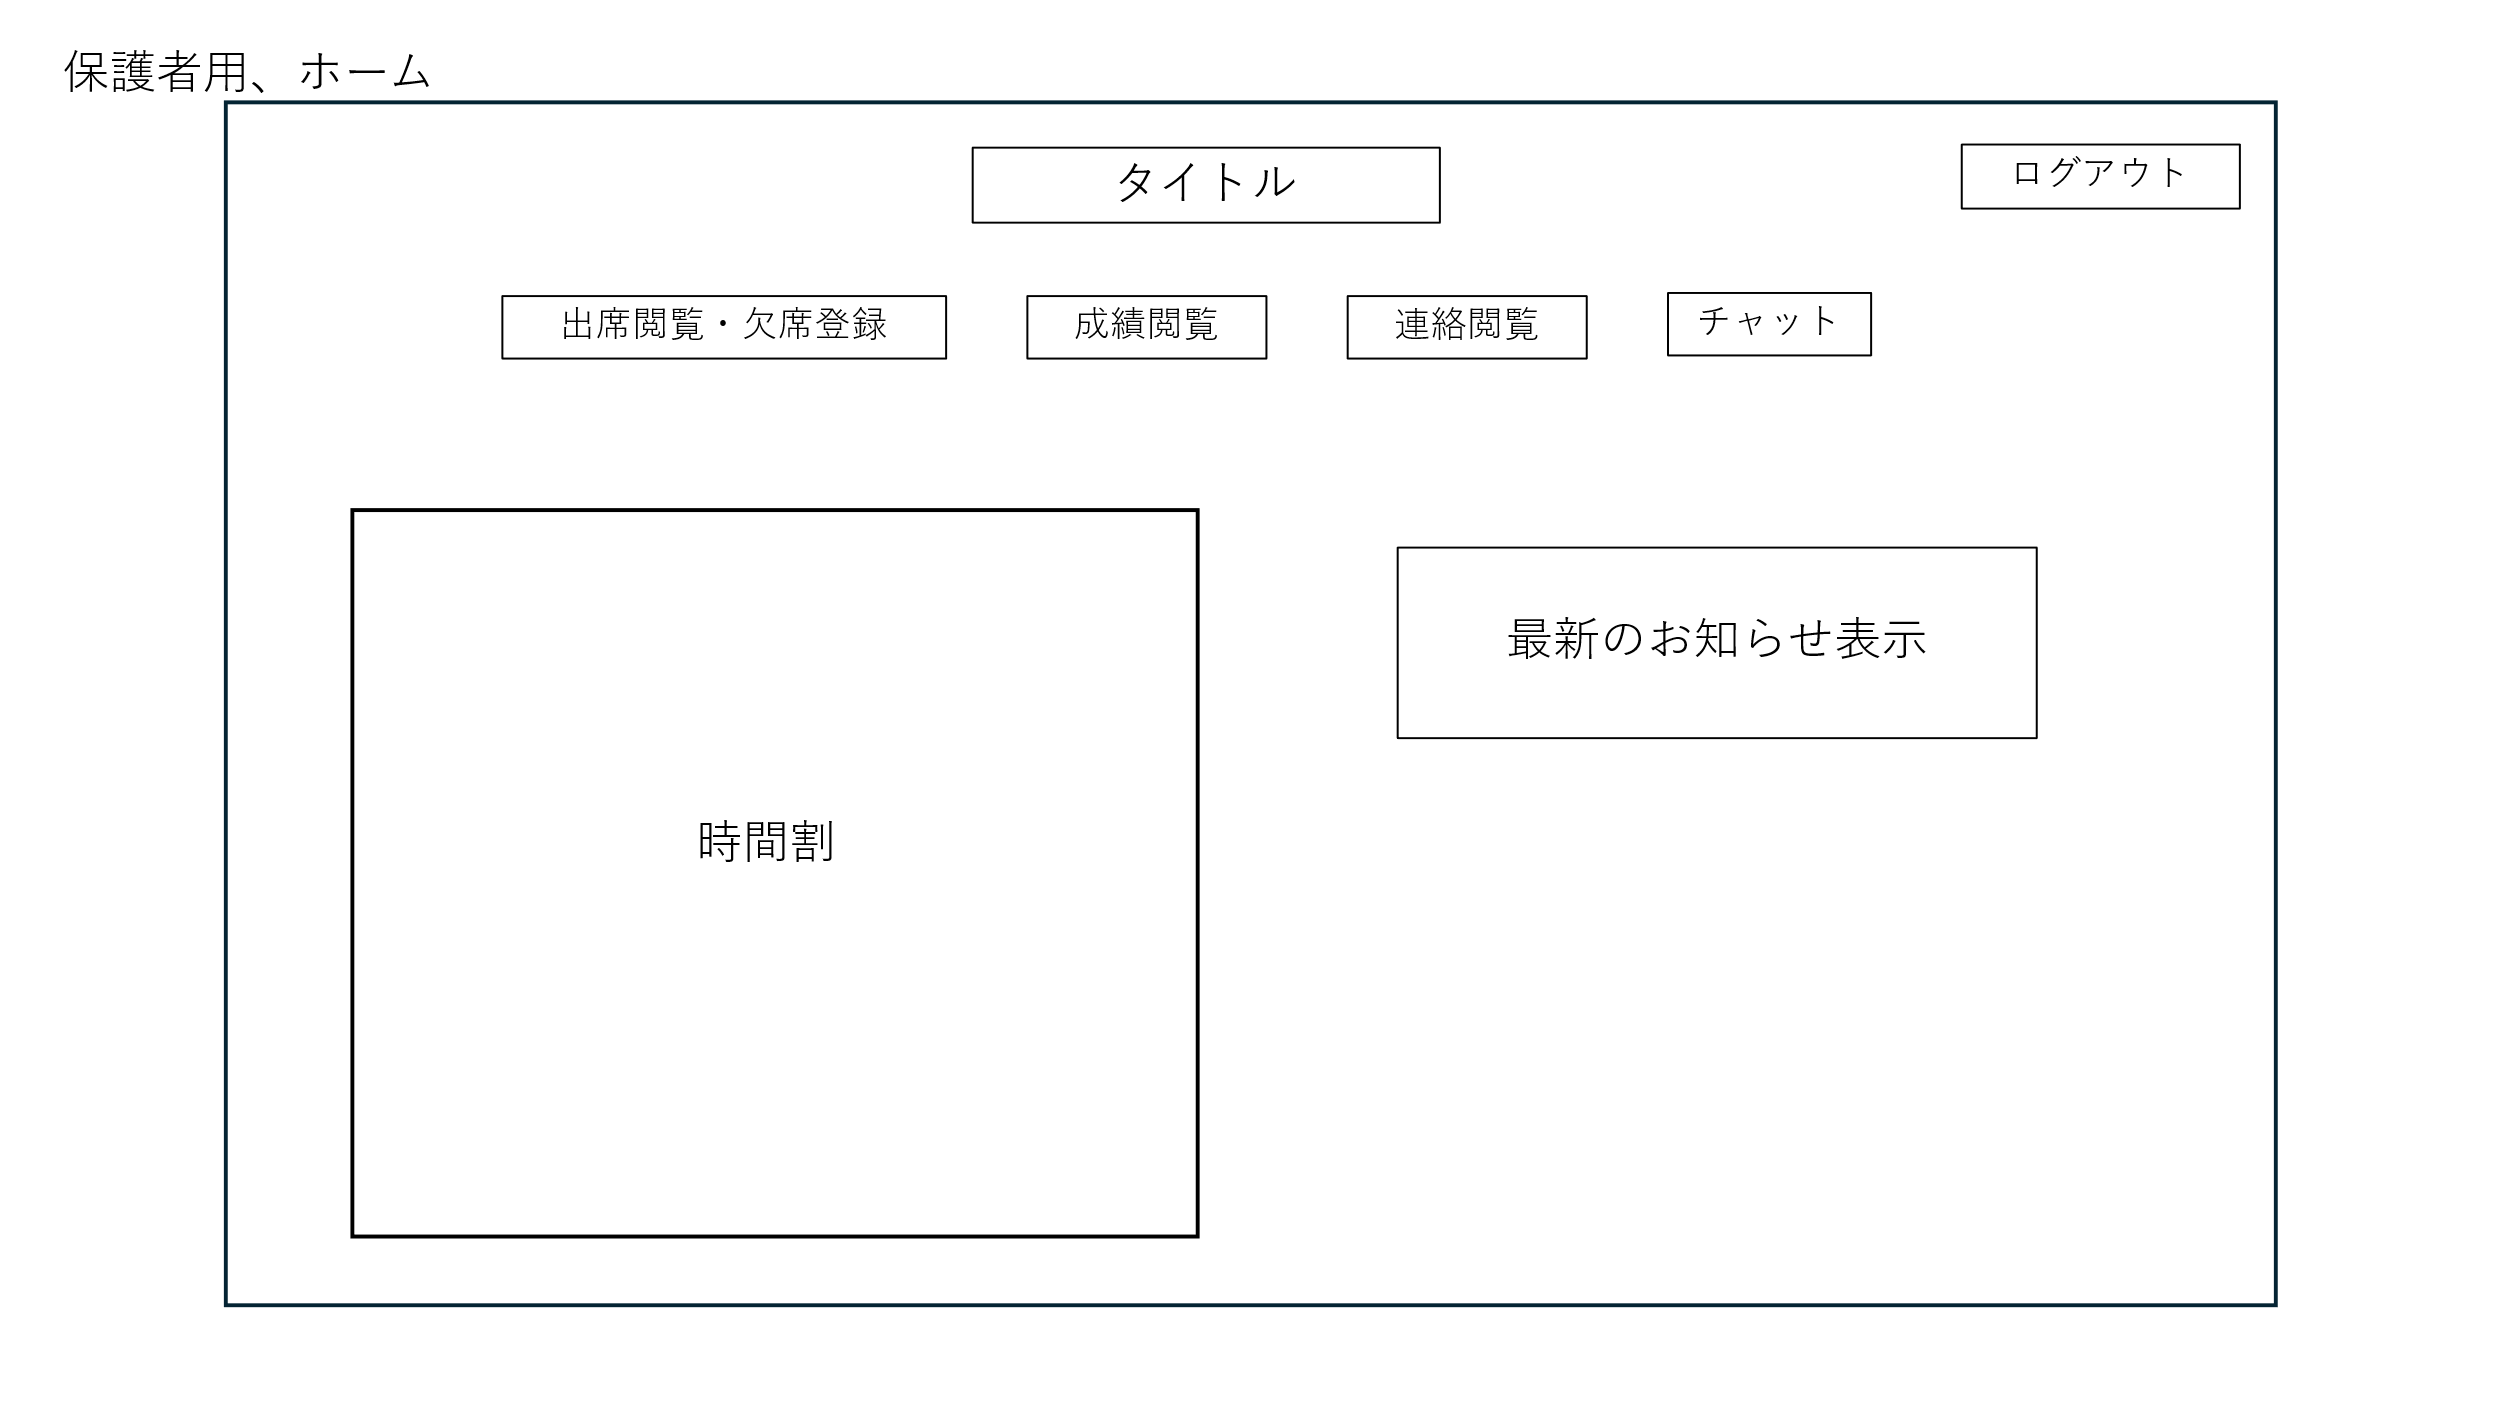 保護者用、ホーム
タイトル
ログアウト
出席閲覧・欠席登録
成績閲覧
連絡閲覧
チャット
最新のお知らせ表示
時間割